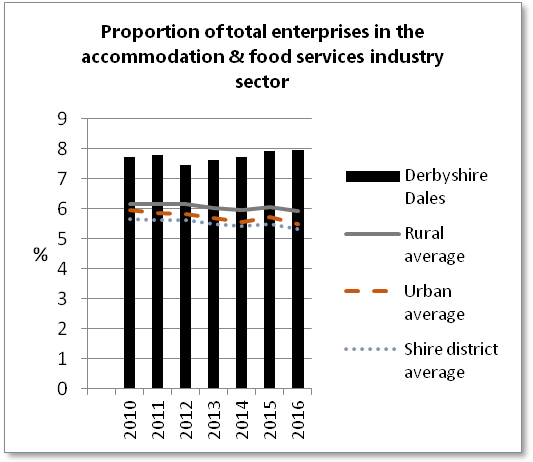 Proportion of total enterprises in the
accommodation & food services industry
sector
9
8
7
6
5
4
3
2
1
0
%
2010
2011
2012
2013
2014
2015
2016
Derbyshire
Dales
Rural
average
Urban
average
Shire district
average